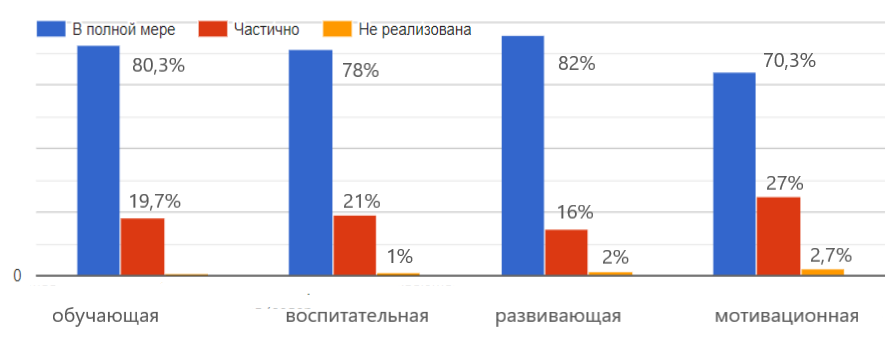 В полной мере Частично Не реализована
80,3% 78% 82% 70,3%
19,7% 21% 16% 27%
1% 2% 2,7%
0
обучающая воспитательная развивающая мотивационная